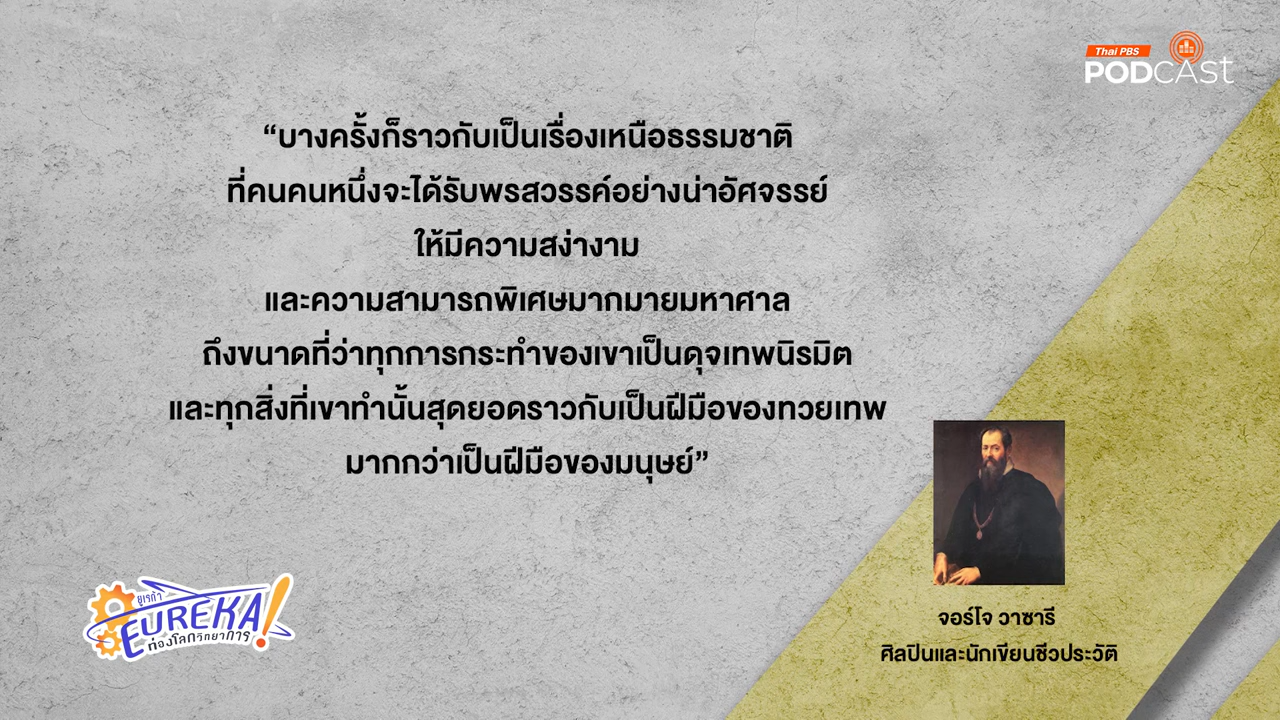 Thai PBS
PODCAST
“บางครั้งก็ราวกับเป็นเรื่องเหนือธรรมชาติ
ที่คนคนหนึ่งจะได้รับพรสวรรค์อย่างน่าอัศจรรย์
ให้มีความสง่างาม
และความสามารถพิเศษมากมายมหาศาล
ถึงขนาดที่ว่าทุกการกระทำของเขาเป็นดุจเทพนิรมิต
และทุกสิ่งที่เขาทำนั้นสุดยอดราวกับเป็นฝีมือของทวยเทพ
มากกว่าเป็นฝีมือของมนุษย์”
ยูเรก้า
EUREKA!
ท่องโลกวิทยาการ
จอร์โจ วาซารี
ศิลปินและนักเขียนชีวประวัติ